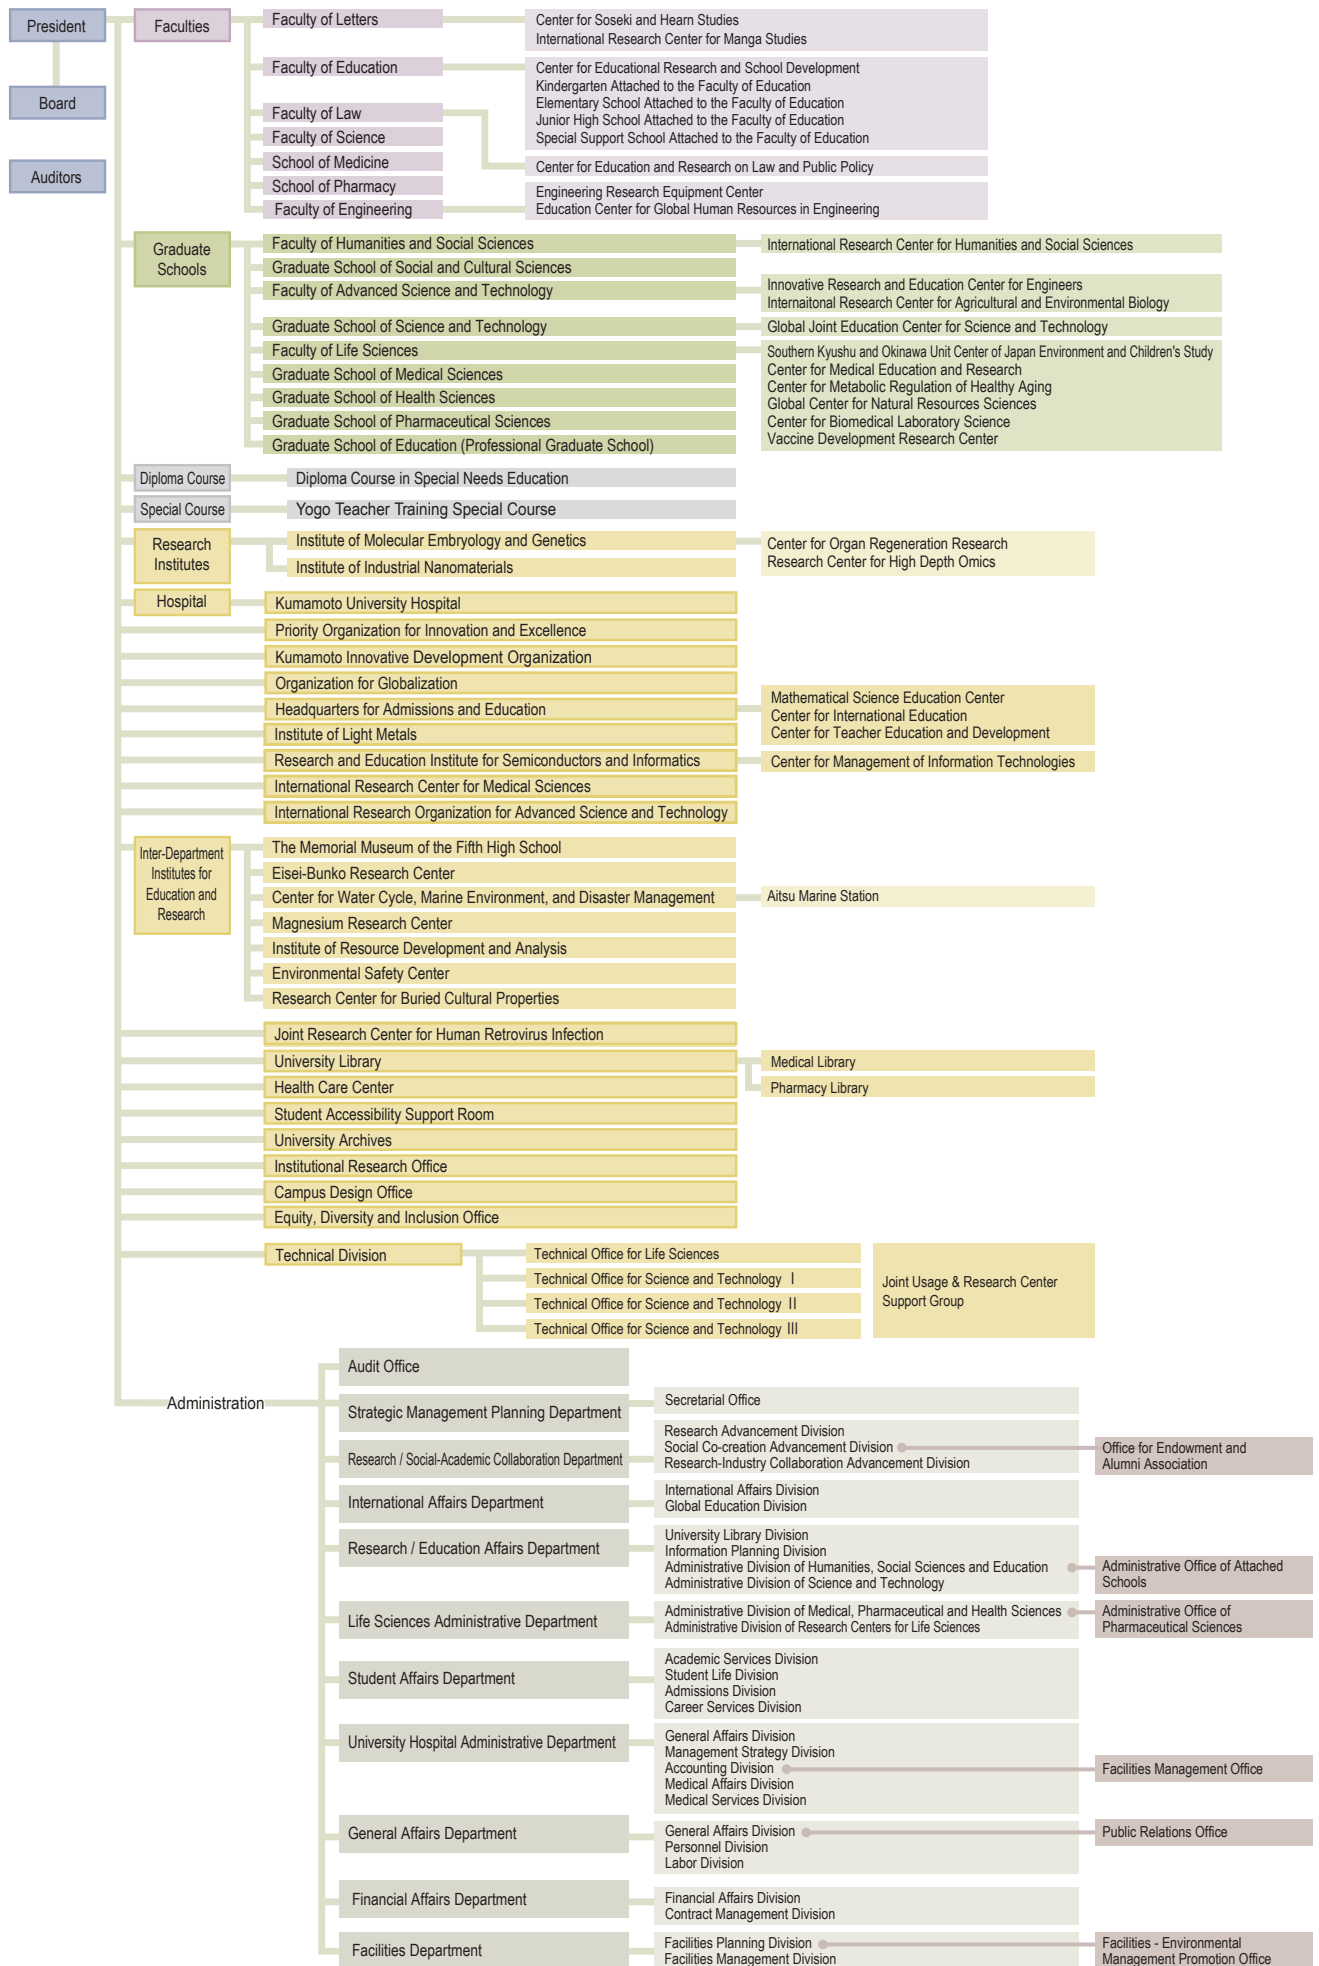 President
Board
Auditors
Faculties
Faculty of Letters
Center for Soseki and Hearn Studies
International Research Center for Manga Studies
Faculty of Education
Center for Educational Research and School Development
Kindergarten Attached to the Faculty of Education
Elementary School Attached to the Faculty of Education
Junior High School Attached to the Faculty of Education
Special Support School Attached to the Faculty of Education
Faculty of Law
Center for Education and Research on Law and Public Policy
Faculty of Science
School of Medicine
School of Pharmacy
Faculty of Engineering
Engineering Research Equipment Center
Education Center for Global Human Resources in Engineering
Graduate
Schools
Faculty of Humanities and Social Sciences
International Research Center for Humanities and Social Sciences
Graduate School of Social and Cultural Sciences
Faculty of Advanced Science and Technology
Innovative Research and Education Center for Engineers
Internaitonal Research Center for Agricultural and Environmental Biology
Graduate School of Science and Technology
Global Joint Education Center for Science and Technology
Faculty of Life Sciences
Southern Kyushu and Okinawa Unit Center of Japan Environment and Children's Study
Center for Medical Education and Research
Center for Metabolic Regulation of Healthy Aging
Global Center for Natural Resources Sciences
Center for Biomedical Laboratory Science
Vaccine Development Research Center
Graduate School of Medical Sciences
Graduate School of Health Sciences
Graduate School of Pharmaceutical Sciences
Graduate School of Education (Professional Graduate School)
Diploma Course
Diploma Course in Special Needs Education
Special Course
Yogo Teacher Training Special Course
Research
Institutes
Institute of Molecular Embryology and Genetics
Center for Organ Regeneration Research
Research Center for High Depth Omics
Institute of Industrial Nanomaterials
Hospital
Kumamoto University Hospital
Priority Organization for Innovation and Excellence
Kumamoto Innovative Development Organization
Organization for Globalization
Headquarters for Admissions and Education
Mathematical Science Education Center
Center for International Education
Center for Teacher Education and Development
Institute of Light Metals
Research and Education Institute for Semiconductors and Informatics
Center for Management of Information Technologies
International Research Center for Medical Sciences
International Research Organization for Advanced Science and Technology
Inter-Department
Institutes for
Education and
Research
The Memorial Museum of the Fifth High School
Eisei-Bunko Research Center
Center for Water Cycle, Marine Environment, and Disaster Management
Aitsu Marine Station
Magnesium Research Center
Institute of Resource Development and Analysis
Environmental Safety Center
Research Center for Buried Cultural Properties
Joint Research Center for Human Retrovirus Infection
University Library
Medical Library
Pharmacy Library
Health Care Center
Student Accessibility Support Room
University Archives
Institutional Research Office
Campus Design Office
Equity, Diversity and Inclusion Office
Technical Division
Technical Office for Life Sciences
Technical Office for Science and Technology I
Technical Office for Science and Technology II
Technical Office for Science and Technology III
Joint Usage & Research Center
Support Group
Administration
Audit Office
Strategic Management Planning Department
Secretarial Office
Research / Social-Academic Collaboration Department
Research Advancement Division
Social Co-creation Advancement Division
Research-Industry Collaboration Advancement Division
Office for Endowment and
Alumni Association
International Affairs Department
International Affairs Division
Global Education Division
Research / Education Affairs Department
University Library Division
Information Planning Division
Administrative Division of Humanities, Social Sciences and Education
Administrative Division of Science and Technology
Administrative Office of Attached
Schools
Life Sciences Administrative Department
Administrative Division of Medical, Pharmaceutical and Health Sciences
Administrative Division of Research Centers for Life Sciences
Administrative Office of
Pharmaceutical Sciences
Student Affairs Department
Academic Services Division
Student Life Division
Admissions Division
Career Services Division
University Hospital Administrative Department
General Affairs Division
Management Strategy Division
Accounting Division
Medical Affairs Division
Medical Services Division
Facilities Management Office
General Affairs Department
General Affairs Division
Personnel Division
Labor Division
Public Relations Office
Financial Affairs Department
Financial Affairs Division
Contract Management Division
Facilities Department
Facilities Planning Division
Facilities Management Division
Facilities - Environmental
Management Promotion Office